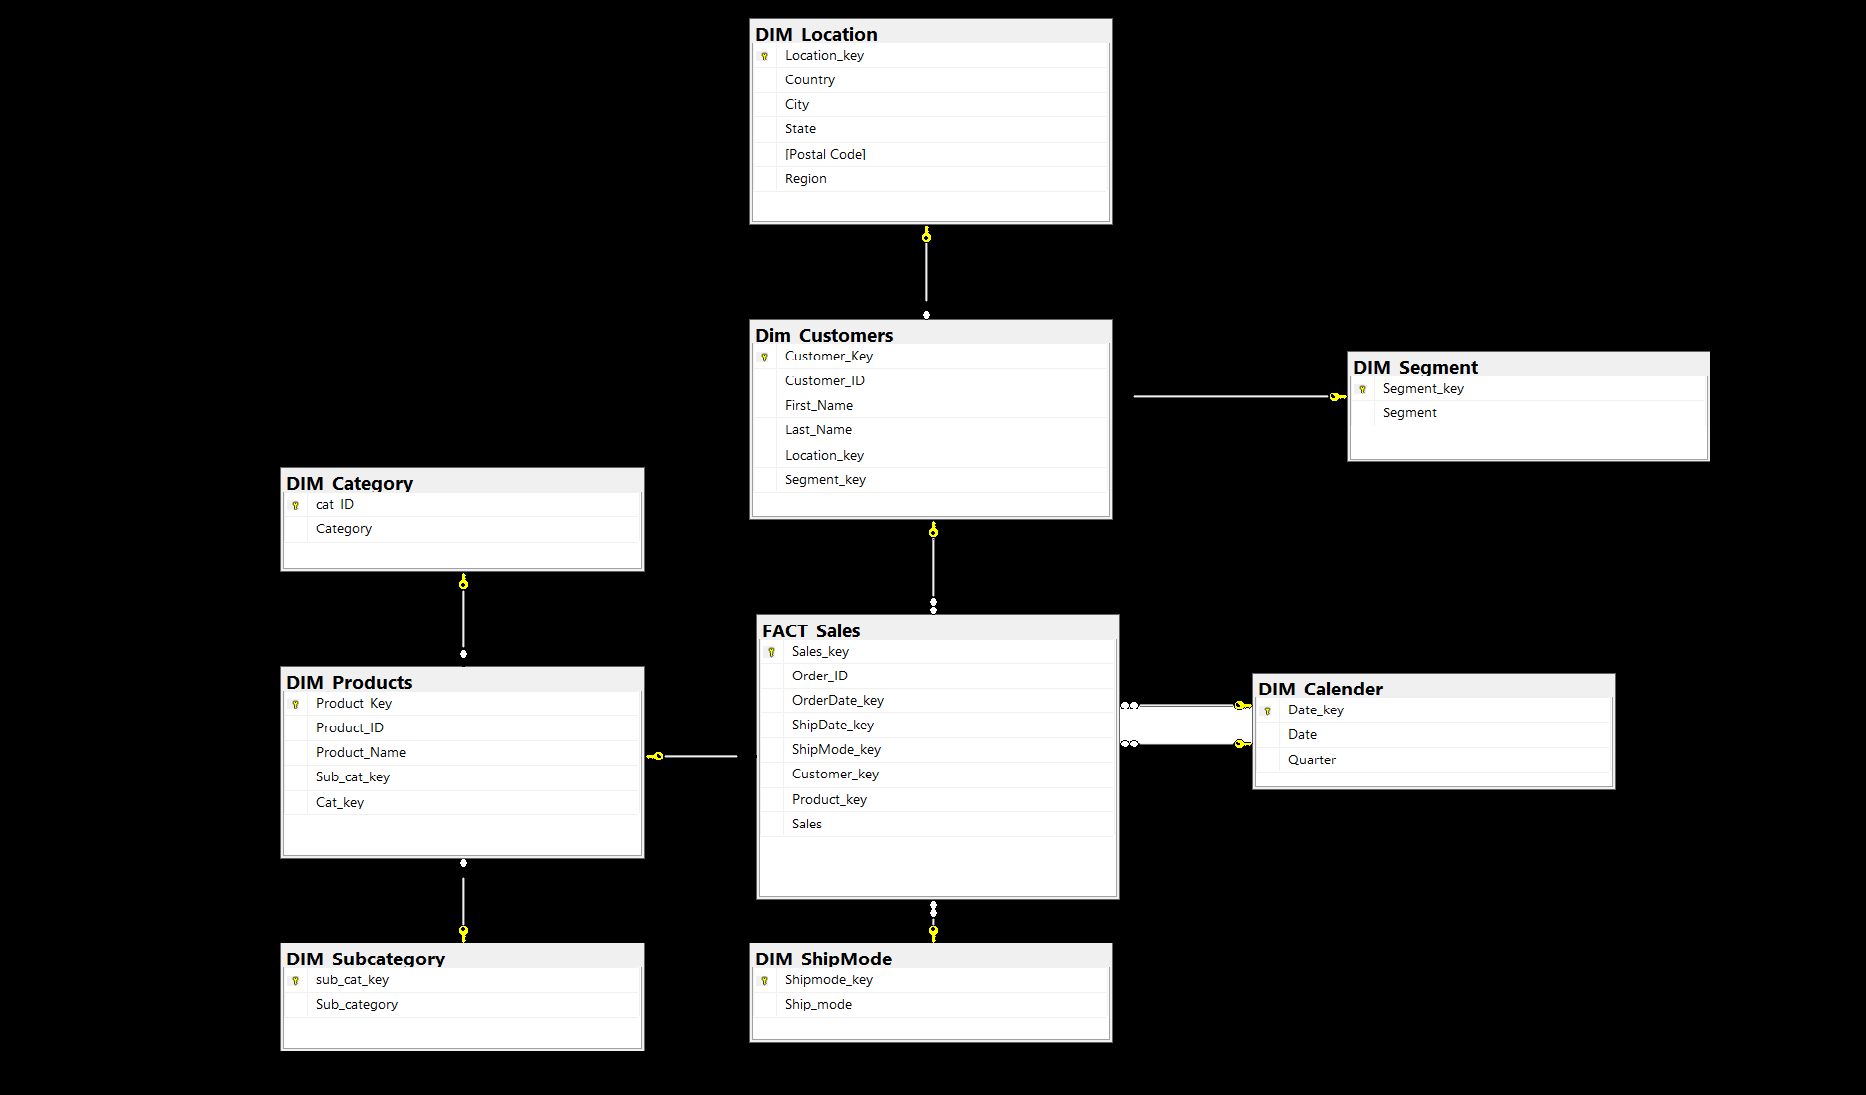 DIM_Location
Location_key
Country
City
State
[Postal Code]
Region
Dim_Customers
Customer_Key
Customer_ID
First_Name
Last_Name
Location_key
Segment_key
DIM_Segment
Segment_key
Segment
DIM_Category
cat_ID
Category
DIM_Products
Product_Key
Product_ID
Product_Name
Sub_cat_key
Cat_key
FACT_Sales
Sales_key
Order_ID
OrderDate_key
ShipDate_key
ShipMode_key
Customer_key
Product_key
Sales
DIM_Calender
Date_key
Date
Quarter
DIM_Subcategory
sub_cat_key
Sub_category
DIM_ShipMode
Shipmode_key
Ship_mode